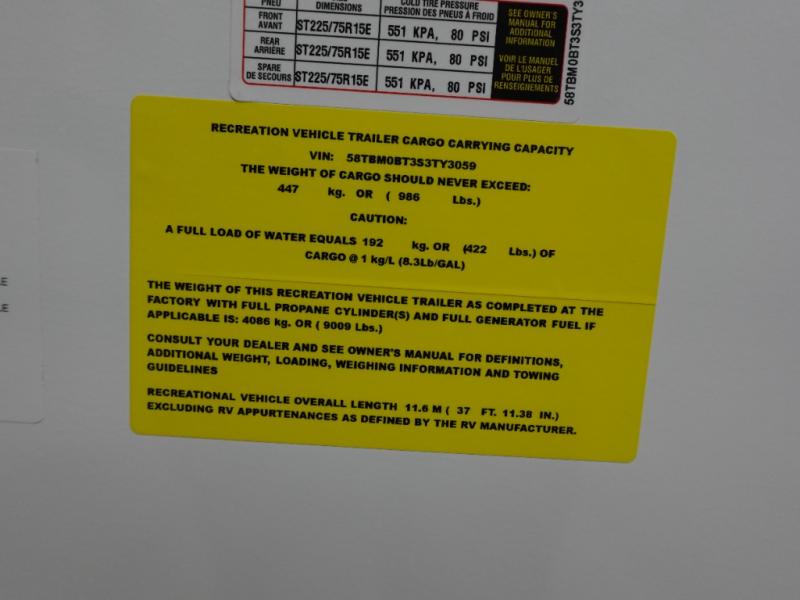 PNEU DIMENSIONS COLD TIRE PRESSURE
PRESSION DES PNEUS À FROID
FRONT
AVANT ST225/75R15E 551 KPA, 80 PSI
REAR
ARRIÈRE ST225/75R15E 551 KPA, 80 PSI
SPARE
DE SECOURS ST225/75R15E 551 KPA, 80 PSI
SEE OWNER'S
MANUAL FOR
ADDITIONAL
INFORMATION
VOIR LE MANUEL
DE L'USAGER
POUR PLUS DE
RENSEIGNEMENTS
58TBM0BT3S3TY3
RECREATION VEHICLE TRAILER CARGO CARRYING CAPACITY
VIN: 58TBM0BT3S3TY3059
THE WEIGHT OF CARGO SHOULD NEVER EXCEED:
447 kg. OR ( 986 Lbs.)
CAUTION:
A FULL LOAD OF WATER EQUALS 192 kg. OR (422 Lbs.) OF
CARGO @ 1 kg/L (8.3Lb/GAL)
THE WEIGHT OF THIS RECREATION VEHICLE TRAILER AS COMPLETED AT THE
FACTORY WITH FULL PROPANE CYLINDER(S) AND FULL GENERATOR FUEL IF
APPLICABLE IS: 4086 kg. OR ( 9009 Lbs.)
CONSULT YOUR DEALER AND SEE OWNER'S MANUAL FOR DEFINITIONS,
ADDITIONAL WEIGHT, LOADING, WEIGHING INFORMATION AND TOWING
GUIDELINES
RECREATIONAL VEHICLE OVERALL LENGTH 11.6 M ( 37 FT. 11.38 IN.)
EXCLUDING RV APPURTENANCES AS DEFINED BY THE RV MANUFACTURER.